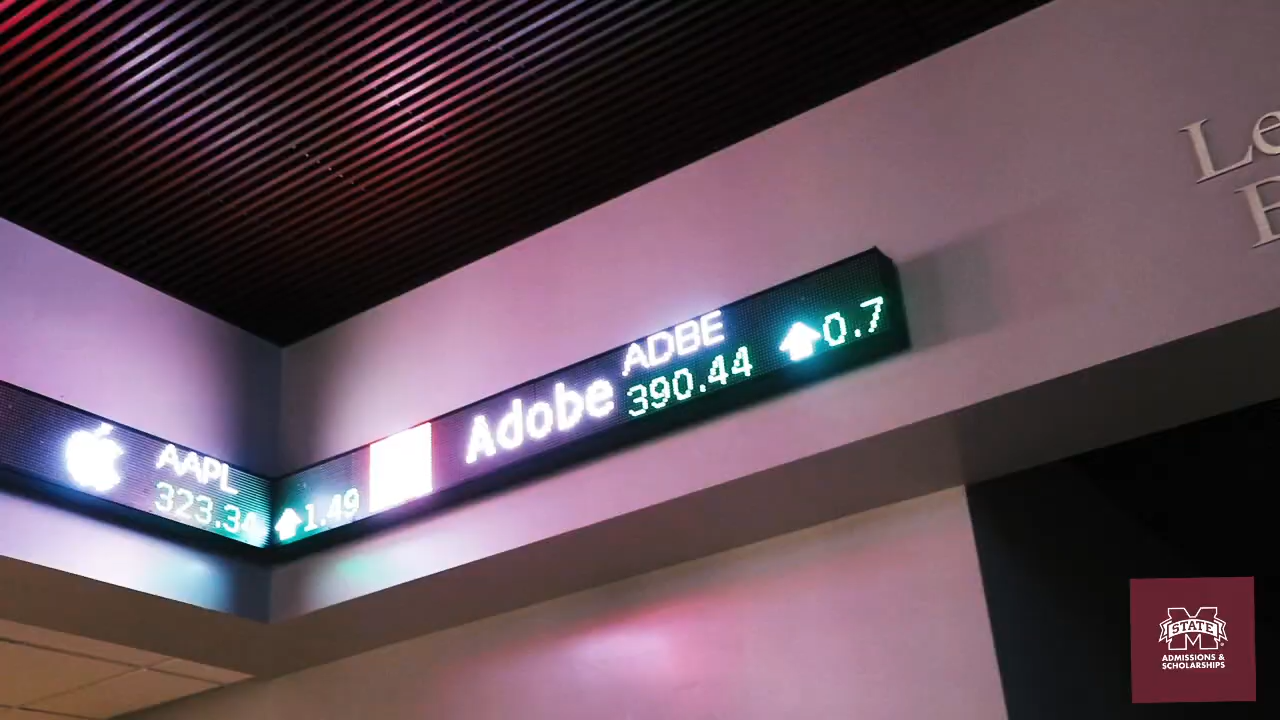 AAPL
323.34
1.49
Adobe
ADBE
390.44
0.7
STATE
ADMISSIONS &
SCHOLARSHIPS